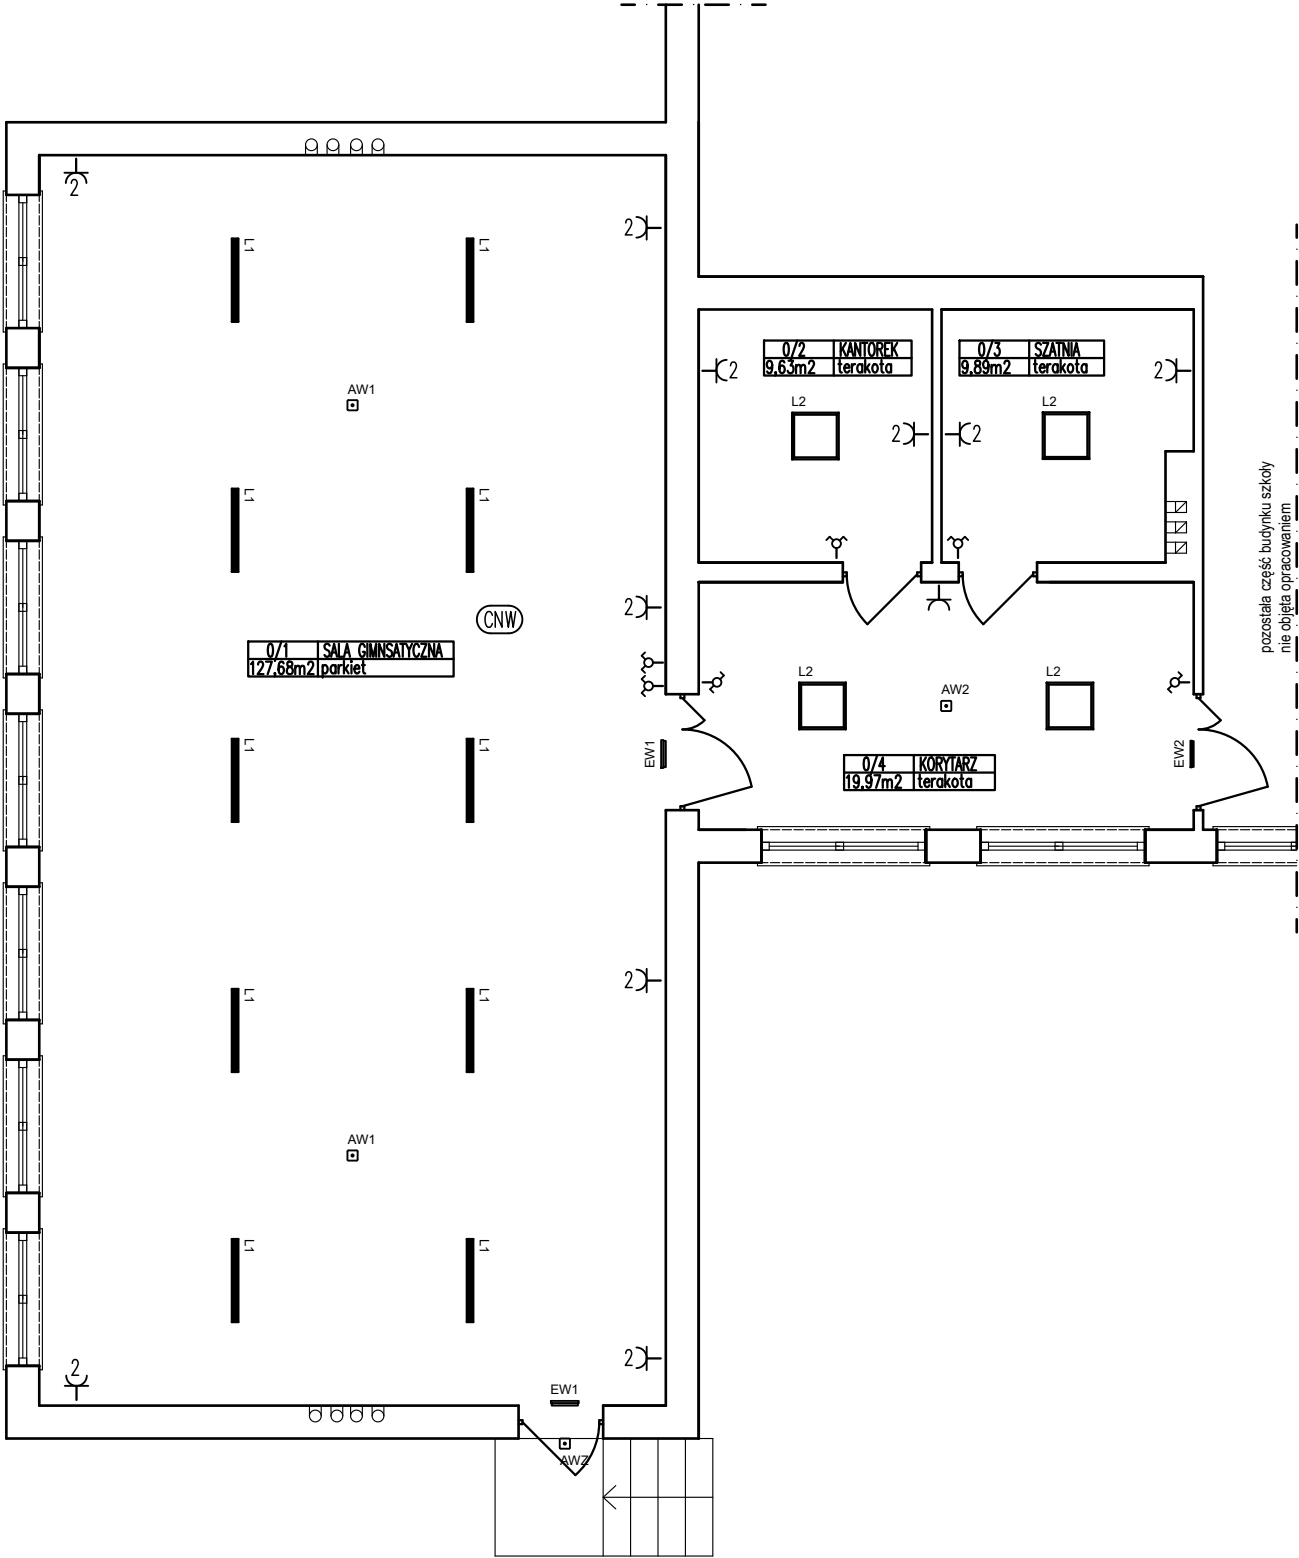 2
2
L1
L1
0/2 KANTOREK
9.63m2 terakota
0/3 SZATNIA
9.89m2 terakota
2
2
AW1
L2
L2
2
2
L1
L1
pozostała część budynku szkoły
nie objęta opracowaniem
2
CNW
0/1 SALA GIMNSATYCZNA
127.68m2 parkiet
L2
AW2
L2
L1
L1
EW1
EW2
0/4 KORYTARZ
19.97m2 terakota
2
L1
L1
AW1
L1
L1
2
2
EW1
AWZ